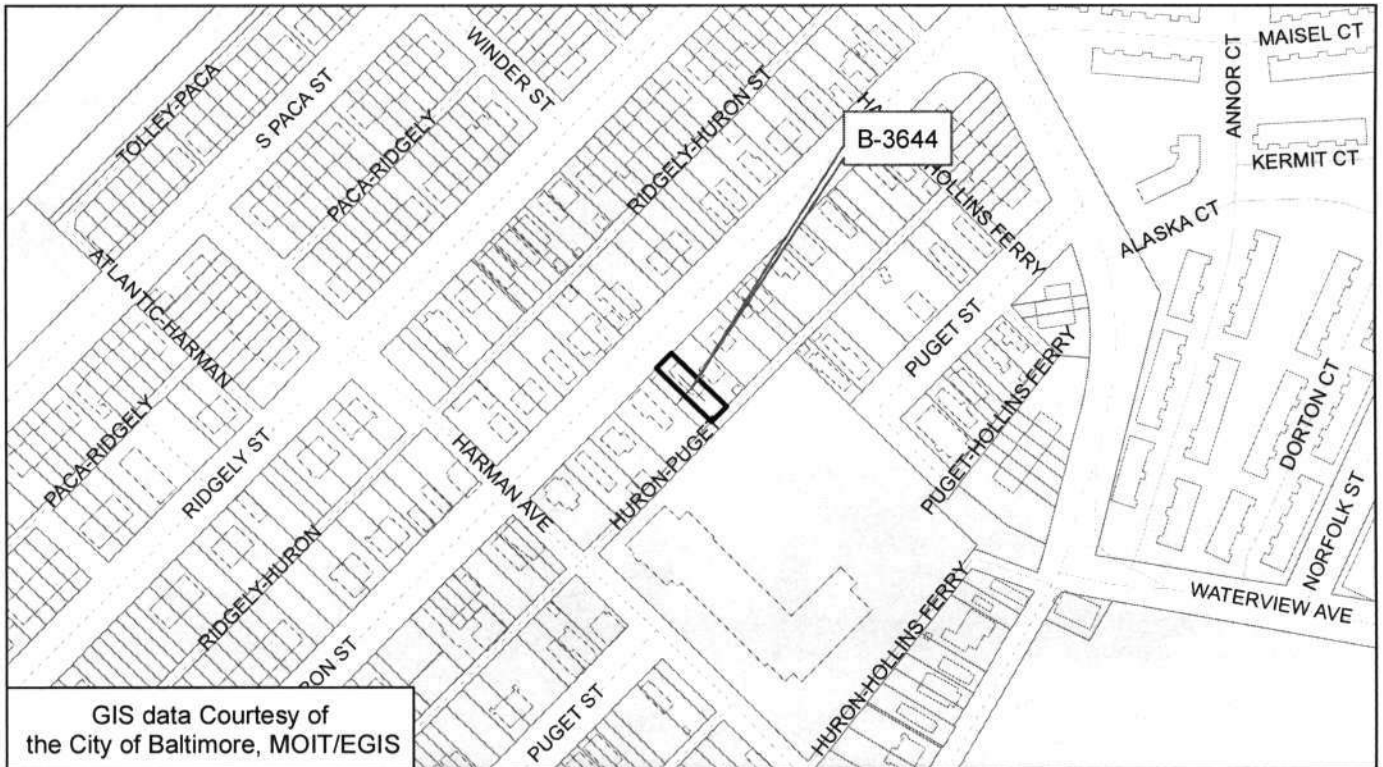 MAISEL CT
WINDER ST
ANNOR CT
TOLLEY-PACA
S PACA ST
B-3644
KERMIT CT
PACA-RIDGELY
RIDGELY-HURON ST
HOLLINS FERRY
ALASKA CT
ATLANTIC-HARMAN
PUGET ST
PUGET-HOLLINS FERRY
DORTON CT
PACA-RIDGELY
RIDGELY ST
HARMAN AVE
HURON-PUGE
NORFOLK ST
WATERVIEW AVE
RIDGELY-HURON
HURON-HOLLINS FERRY
RON ST
PUGET ST
GIS data Courtesy of
the City of Baltimore, MOIT/EGIS